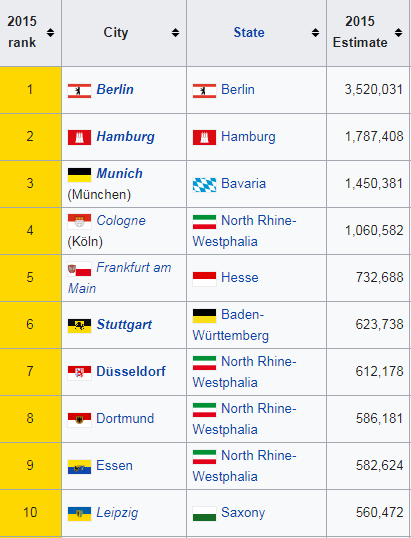 2015 rank City State 2015 Estimate
1 Berlin Berlin 3,520,031
2 Hamburg Hamburg 1,787,408
3 Munich (München) Bavaria 1,450,381
4 Cologne (Köln) North Rhine-Westphalia 1,060,582
5 Frankfurt am Main Hesse 732,688
6 Stuttgart Baden-Württemberg 623,738
7 Düsseldorf North Rhine-Westphalia 612,178
8 Dortmund North Rhine-Westphalia 586,181
9 Essen North Rhine-Westphalia 582,624
10 Leipzig Saxony 560,472